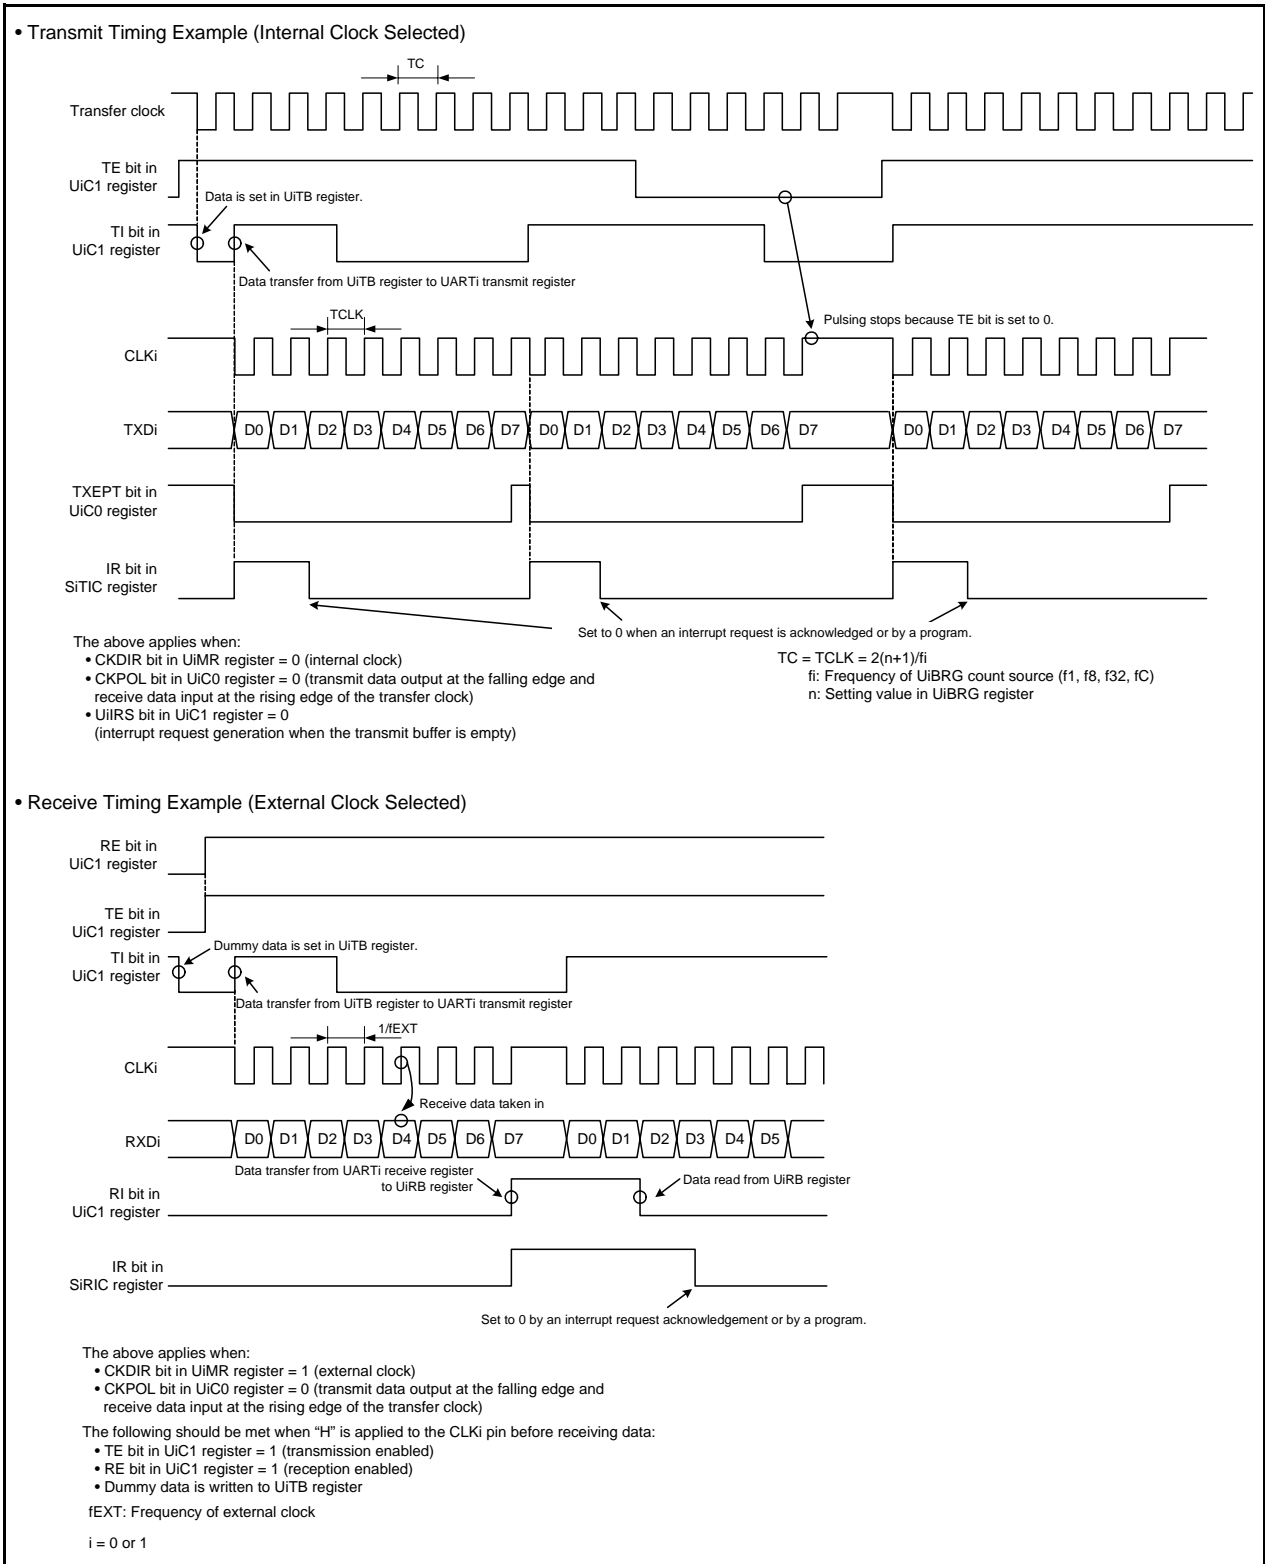 • Transmit Timing Example (Internal Clock Selected)
TC
Transfer clock
TE bit in
UiC1 register
Data is set in UiTB register.
TI bit in
UiC1 register
Data transfer from UiTB register to UARTi transmit register
TCLK
Pulsing stops because TE bit is set to 0.
CLKi
TXDi D0 D1 D2 D3 D4 D5 D6 D7 D0 D1 D2 D3 D4 D5 D6 D7 D0 D1 D2 D3 D4 D5 D6 D7
TXEPT bit in
UiC0 register
IR bit in
SiTIC register
Set to 0 when an interrupt request is acknowledged or by a program.
The above applies when:
• CKDIR bit in UiMR register = 0 (internal clock)
• CKPOL bit in UiC0 register = 0 (transmit data output at the falling edge and
receive data input at the rising edge of the transfer clock)
• UiIRS bit in UiC1 register = 0
(interrupt request generation when the transmit buffer is empty)
TC = TCLK = 2(n+1)/fi
fi: Frequency of UiBRG count source (f1, f8, f32, fC)
n: Setting value in UiBRG register
• Receive Timing Example (External Clock Selected)
RE bit in
UiC1 register
TE bit in
UiC1 register
Dummy data is set in UiTB register.
TI bit in
UiC1 register
Data transfer from UiTB register to UARTi transmit register
1/fEXT
CLKi
Receive data taken in
RXDi D0 D1 D2 D3 D4 D5 D6 D7 D0 D1 D2 D3 D4 D5
Data transfer from UARTi receive register
to UiRB register
Data read from UiRB register
RI bit in
UiC1 register
IR bit in
SiRIC register
Set to 0 by an interrupt request acknowledgement or by a program.
The above applies when:
• CKDIR bit in UiMR register = 1 (external clock)
• CKPOL bit in UiC0 register = 0 (transmit data output at the falling edge and
receive data input at the rising edge of the transfer clock)
The following should be met when “H” is applied to the CLKi pin before receiving data:
• TE bit in UiC1 register = 1 (transmission enabled)
• RE bit in UiC1 register = 1 (reception enabled)
• Dummy data is written to UiTB register
fEXT: Frequency of external clock
i = 0 or 1